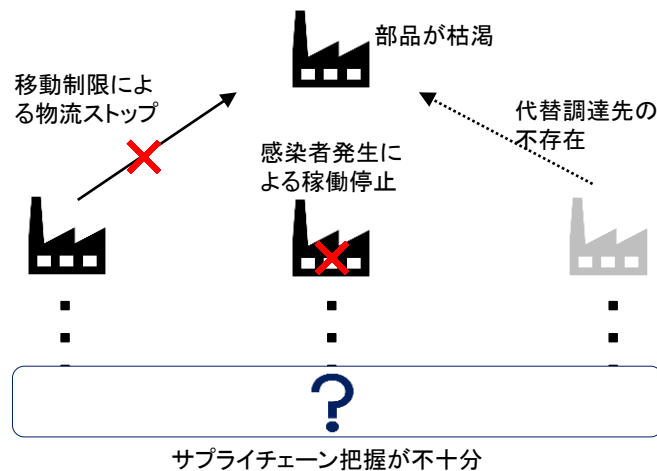 部品が枯渇
移動制限によ
る物流ストップ
代替調達先の
不存在
感染者発生に
よる稼働停止
?
サプライチェーン把握が不十分